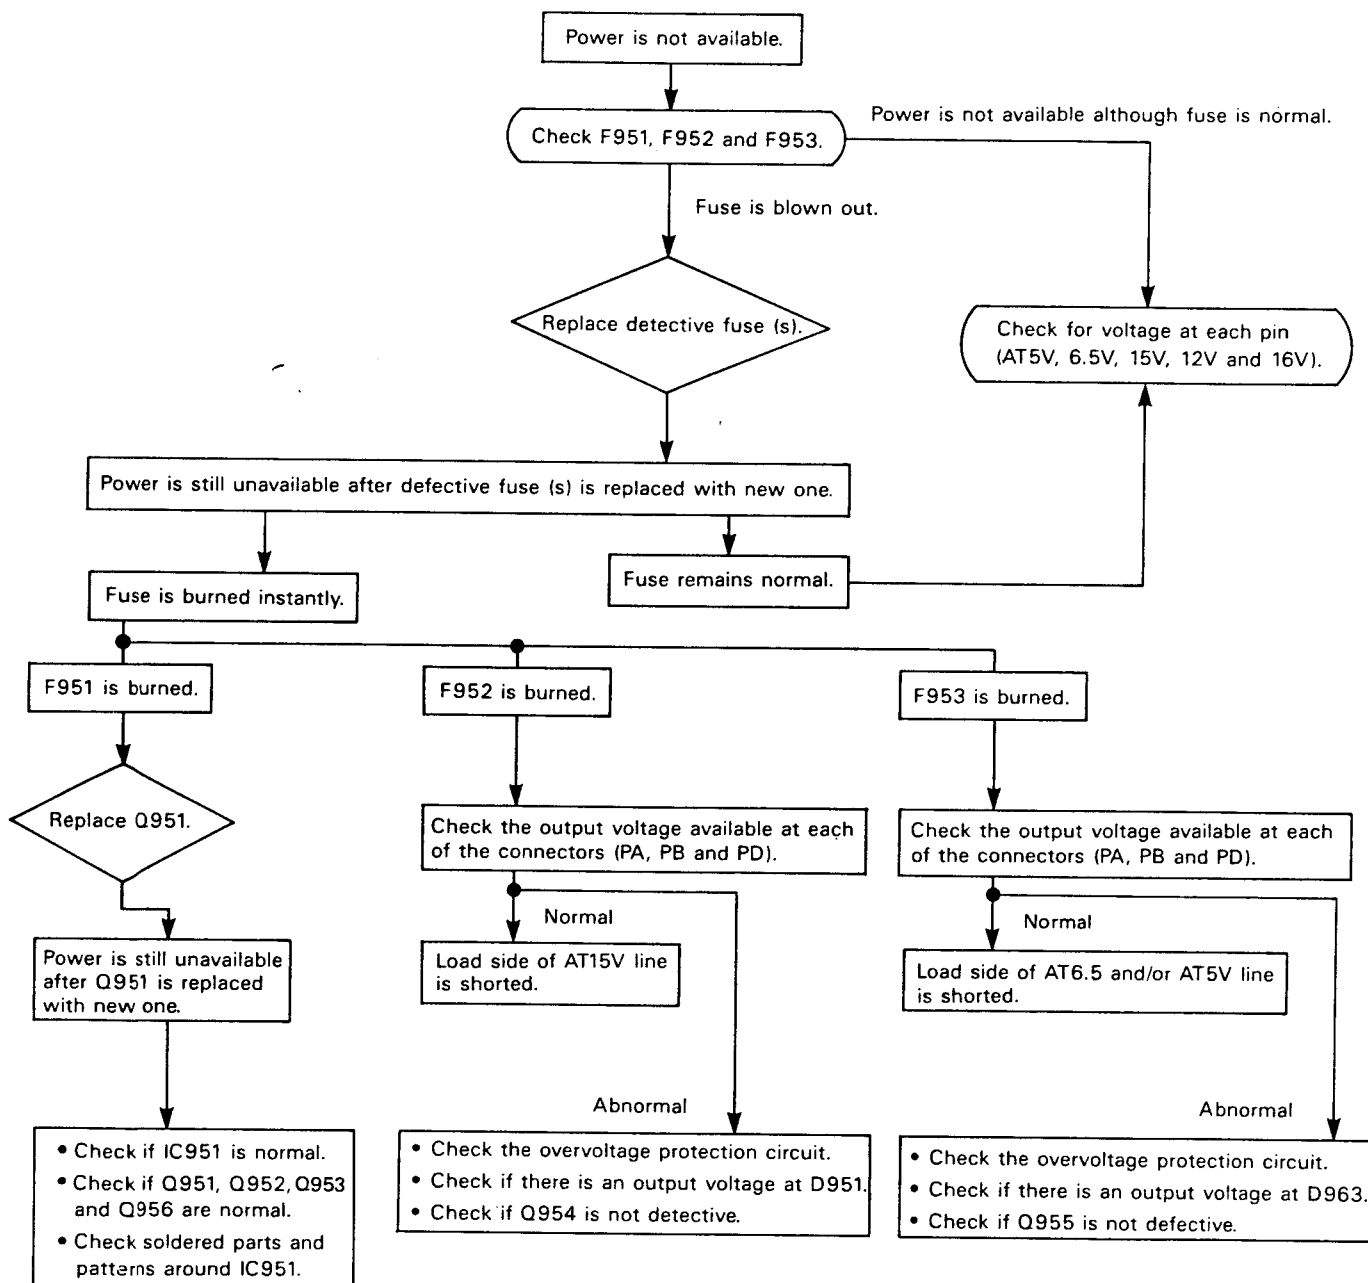 Power is not available.
Check F951, F952 and F953.
Power is not available although fuse is normal.
Fuse is blown out.
Replace detective fuse (s).
Check for voltage at each pin
(AT5V, 6.5V, 15V, 12V and 16V).
Power is still unavailable after defective fuse (s) is replaced with new one.
Fuse is burned instantly.
Fuse remains normal.
F951 is burned.
F952 is burned.
F953 is burned.
Replace Q951.
Check the output voltage available at each
of the connectors (PA, PB and PD).
Check the output voltage available at each
of the connectors (PA, PB and PD).
Normal
Normal
Power is still unavailable
after Q951 is replaced
with new one.
Load side of AT15V line
is shorted.
Load side of AT6.5 and/or AT5V line
is shorted.
Abnormal
Abnormal
• Check if IC951 is normal.
• Check if Q951, Q952, Q953
and Q956 are normal.
• Check soldered parts and
patterns around IC951.
• Check the overvoltage protection circuit.
• Check if there is an output voltage at D951.
• Check if Q954 is not detective.
• Check the overvoltage protection circuit.
• Check if there is an output voltage at D963.
• Check if Q955 is not defective.